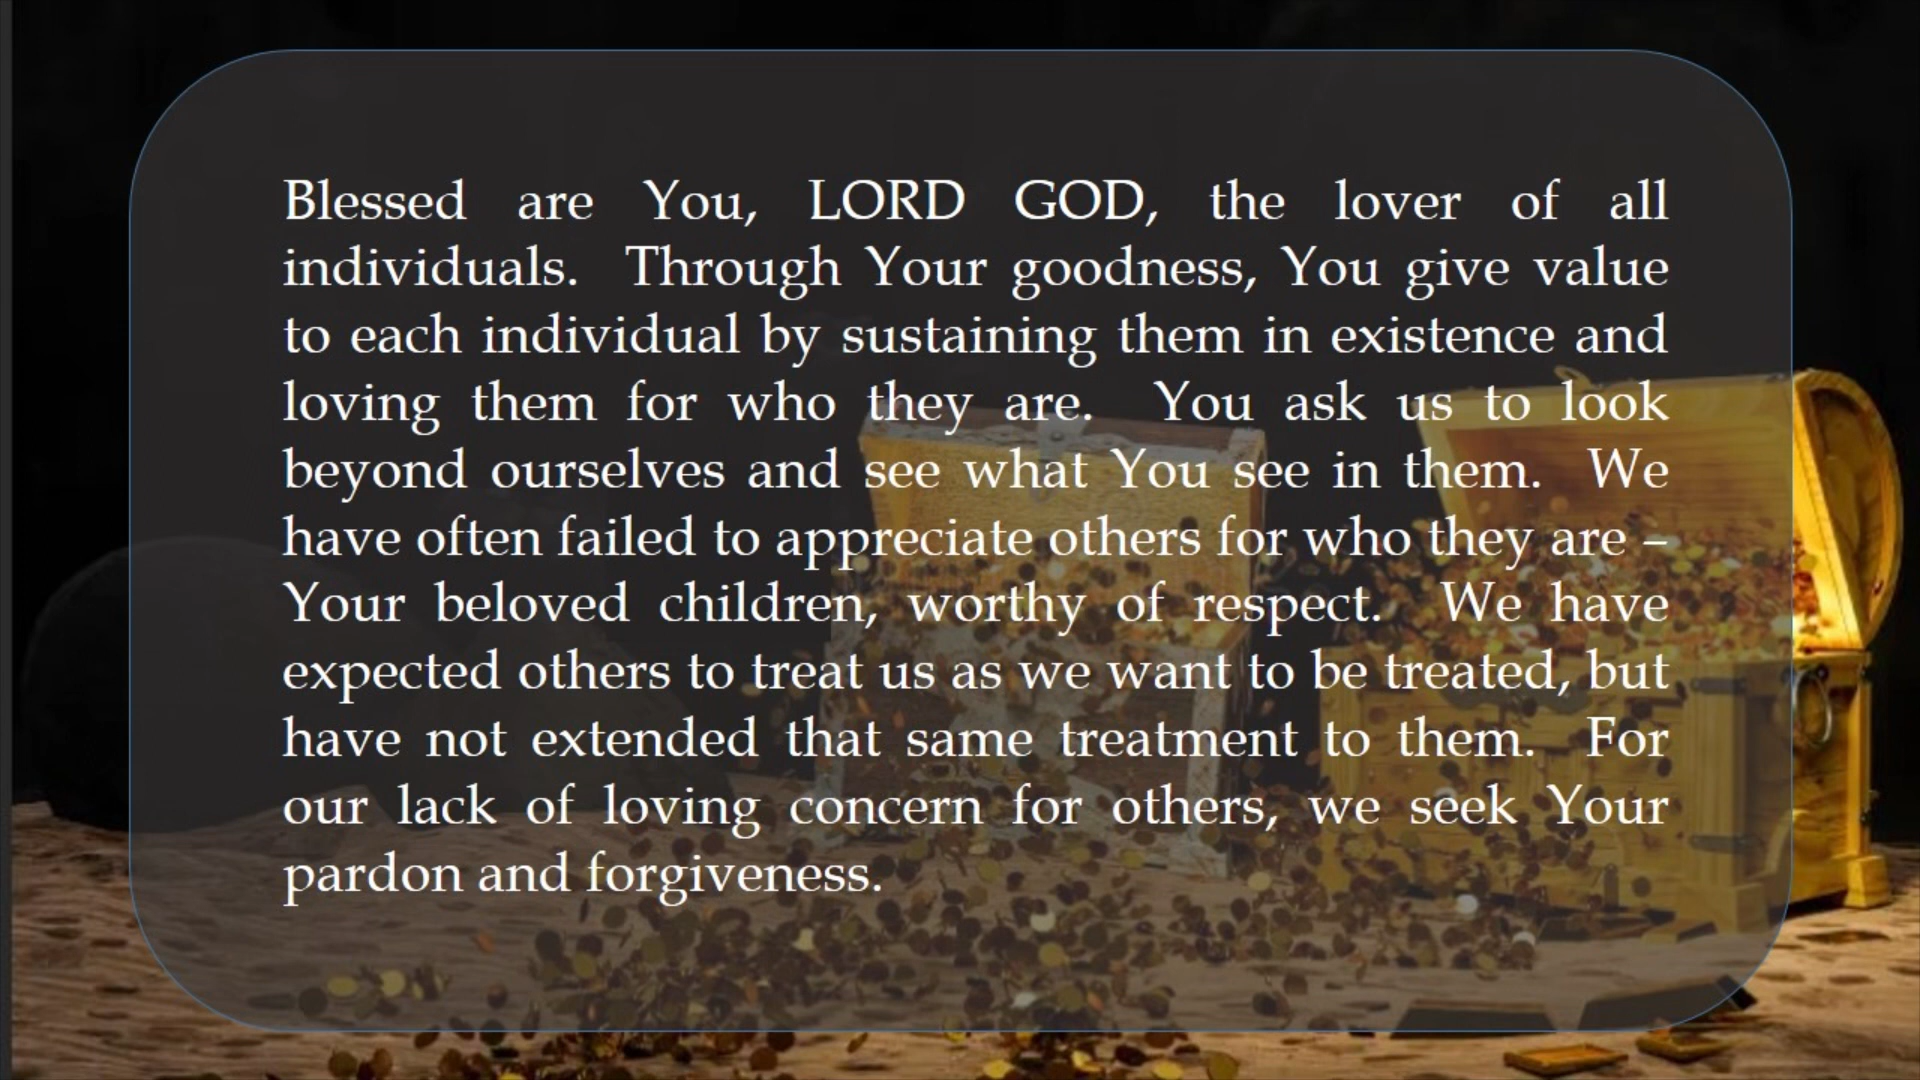 Blessed are You, LORD GOD, the lover of all
individuals. Through Your goodness, You give value
to each individual by sustaining them in existence and
loving them for who they are. You ask us to look
beyond ourselves and see what You see in them. We
have often failed to appreciate others for who they are –
Your beloved children, worthy of respect. We have
expected others to treat us as we want to be treated, but
have not extended that same treatment to them. For
our lack of loving concern for others, we seek Your
pardon and forgiveness.